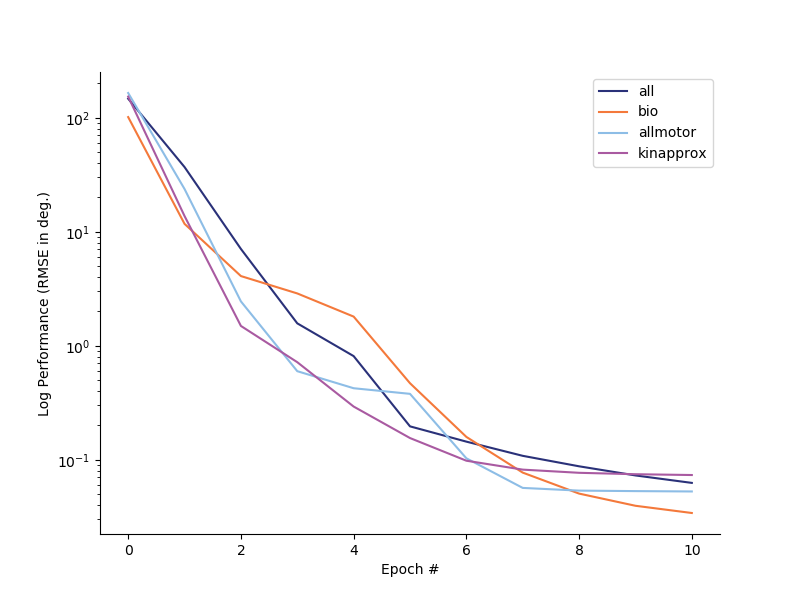 all
bio
allmotor
kinapprox
Log Performance (RMSE in deg.)
10²
10¹
10⁰
10⁻¹
0 2 4 6 8 10
Epoch #